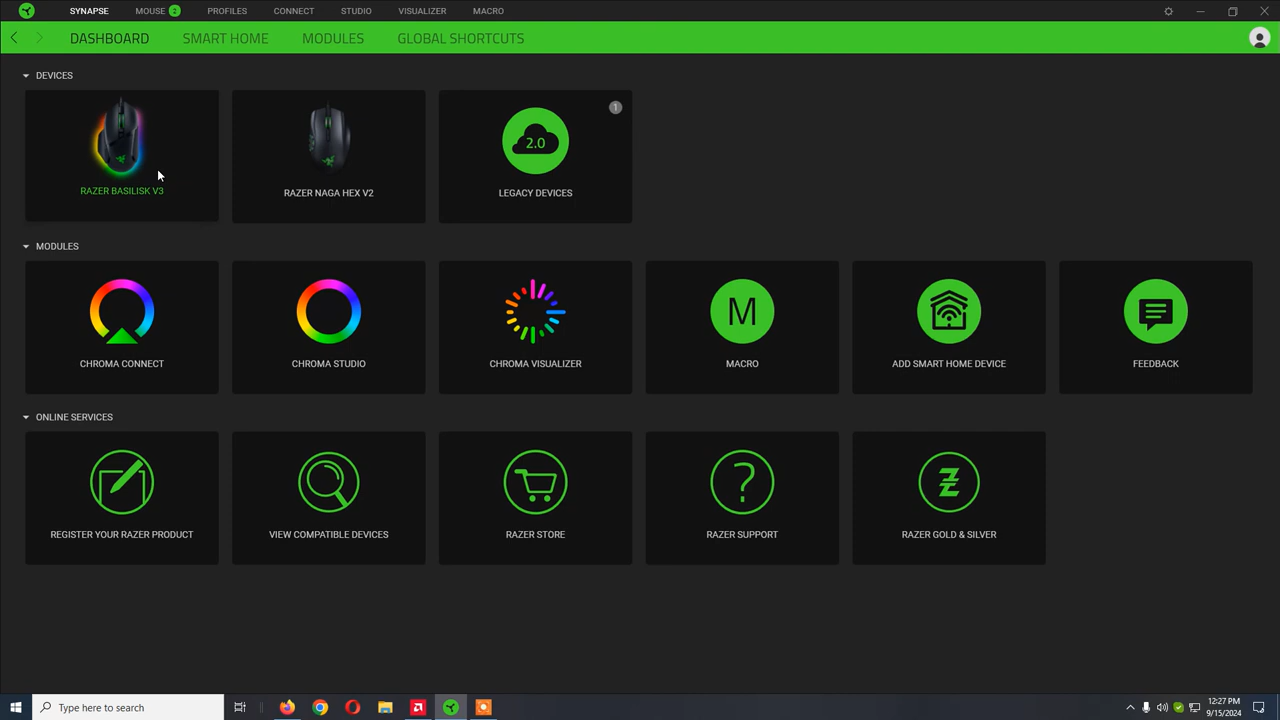 SYNAPSE MOUSE 2 PROFILES CONNECT STUDIO VISUALIZER MACRO
DASHBOARD SMART HOME MODULES GLOBAL SHORTCUTS
DEVICES
1
2.0
RAZER BASILISK V3 RAZER NAGA HEX V2 LEGACY DEVICES
MODULES
M
CHROMA CONNECT CHROMA STUDIO CHROMA VISUALIZER MACRO ADD SMART HOME DEVICE FEEDBACK
ONLINE SERVICES
?
REGISTER YOUR RAZER PRODUCT VIEW COMPATIBLE DEVICES RAZER STORE RAZER SUPPORT RAZER GOLD & SILVER
12:27 PM
Type here to search
9/15/2024